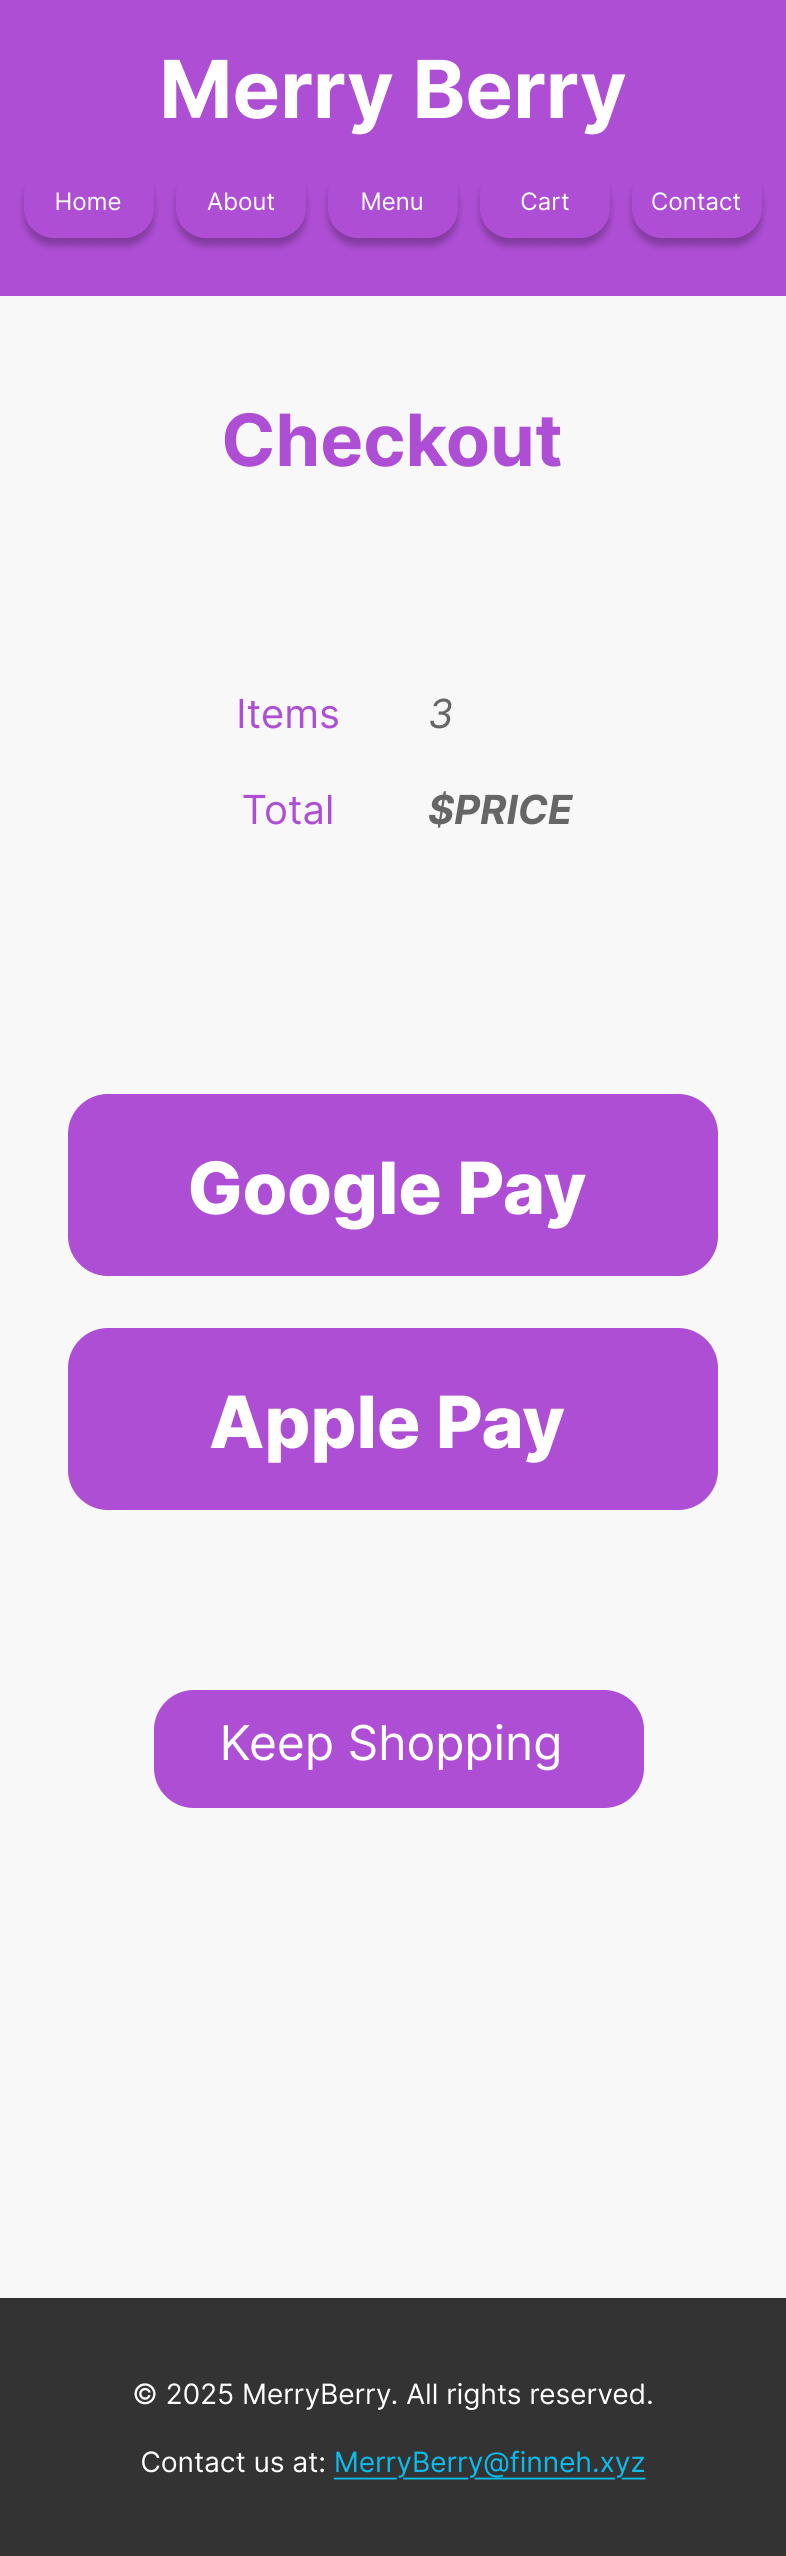 Merry Berry
Home About Menu Cart Contact
Checkout
Items 3
Total $PRICE
Google Pay
Apple Pay
Keep Shopping
© 2025 MerryBerry. All rights reserved.
Contact us at: MerryBerry@finneh.xyz